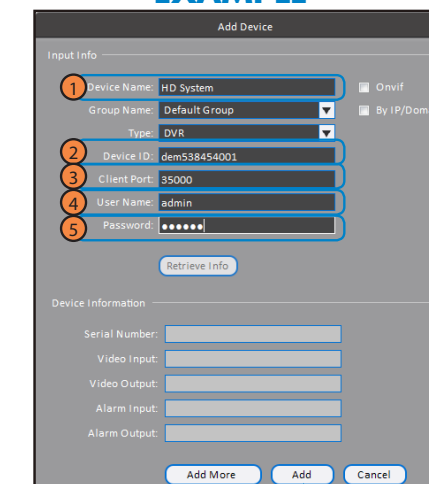 EXAMPLE
Add Device
Input Info
1 Device Name: HD System Onvif
Group Name: Default Group By IP/Dom
Type: DVR
2 Device ID: dem538454001
3 Client Port: 35000
4 User Name: admin
5 Password: ●●●●●●
Retrieve Info
Device Information
Serial Number:
Video Input:
Video Output:
Alarm Input:
Alarm Output:
Add More Add Cancel